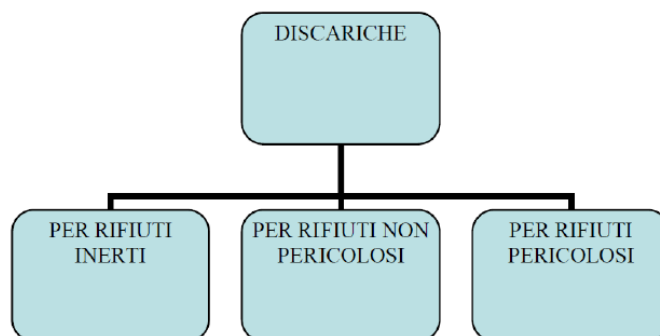 DISCARICHE
PER RIFIUTI
INERTI
PER RIFIUTI NON
PERICOLOSI
PER RIFIUTI
PERICOLOSI